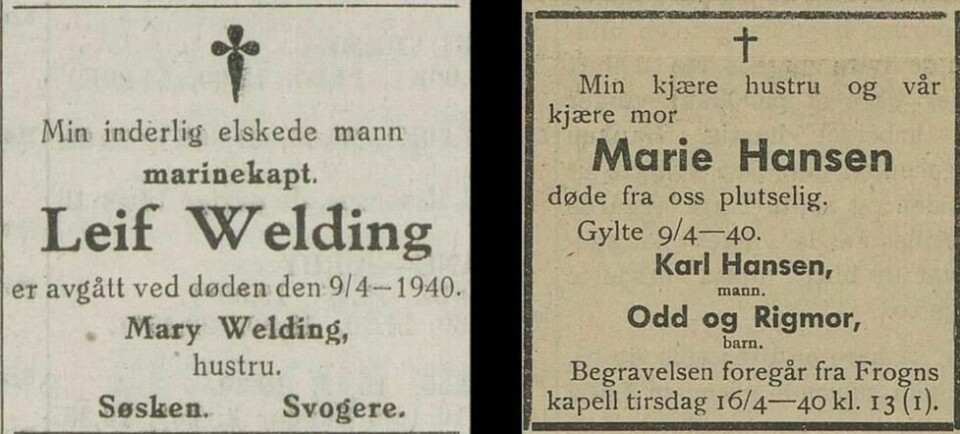 Min inderlig elskede mann
marinekapt.
Leif Welding
er avgått ved døden den 9/4—1940.
Mary Welding,
hustru.
Søsken. Svogere.
Min kjære hustru og vår
kjære mor
Marie Hansen
døde fra oss plutselig.
Gylte 9/4—40.
Karl Hansen,
mann.
Odd og Rigmor,
barn.
Begravelsen foregår fra Frogns
kapell tirsdag 16/4—40 kl. 13 (1).